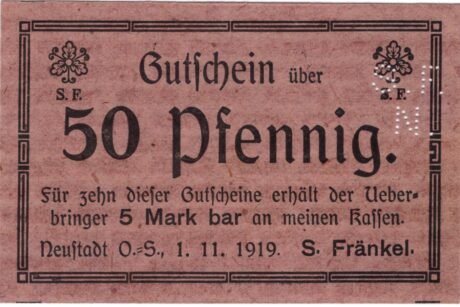 Gutschein über
S. F. S. F.
50 Pfennig.
Für zehn dieser Gutscheine erhält der Ueber-
bringer 5 Mark bar an meinen Kassen.
Neustadt O.-S., 1. 11. 1919. S. Fränkel.